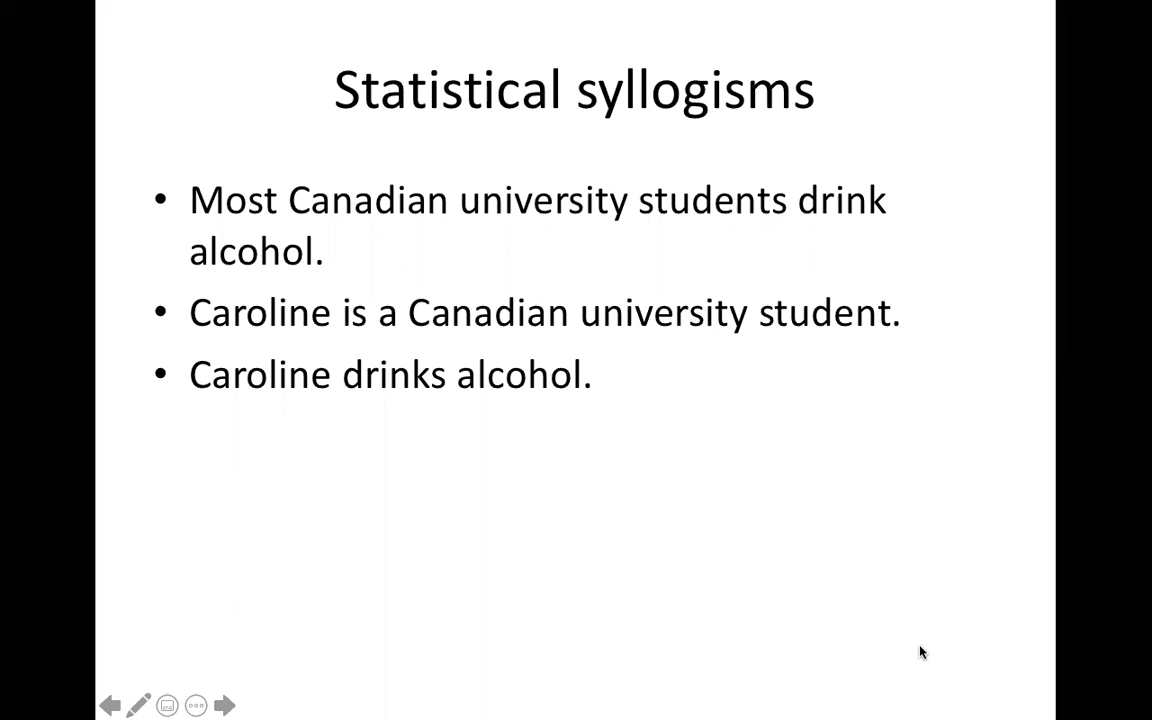 Statistical syllogisms
• Most Canadian university students drink
alcohol.
• Caroline is a Canadian university student.
• Caroline drinks alcohol.